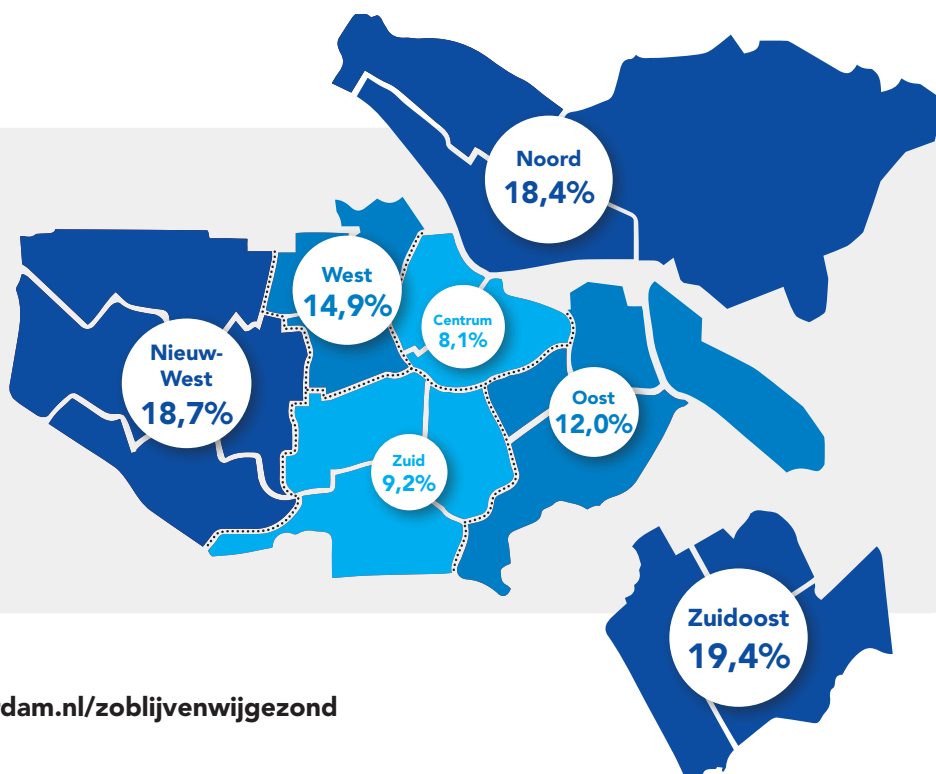 Noord
18,4%
West
14,9%
Centrum
8,1%
Nieuw-
West
18,7%
Oost
12,0%
Zuid
9,2%
Zuidoost
19,4%
rdam.nl/zoblijvenwijgezond